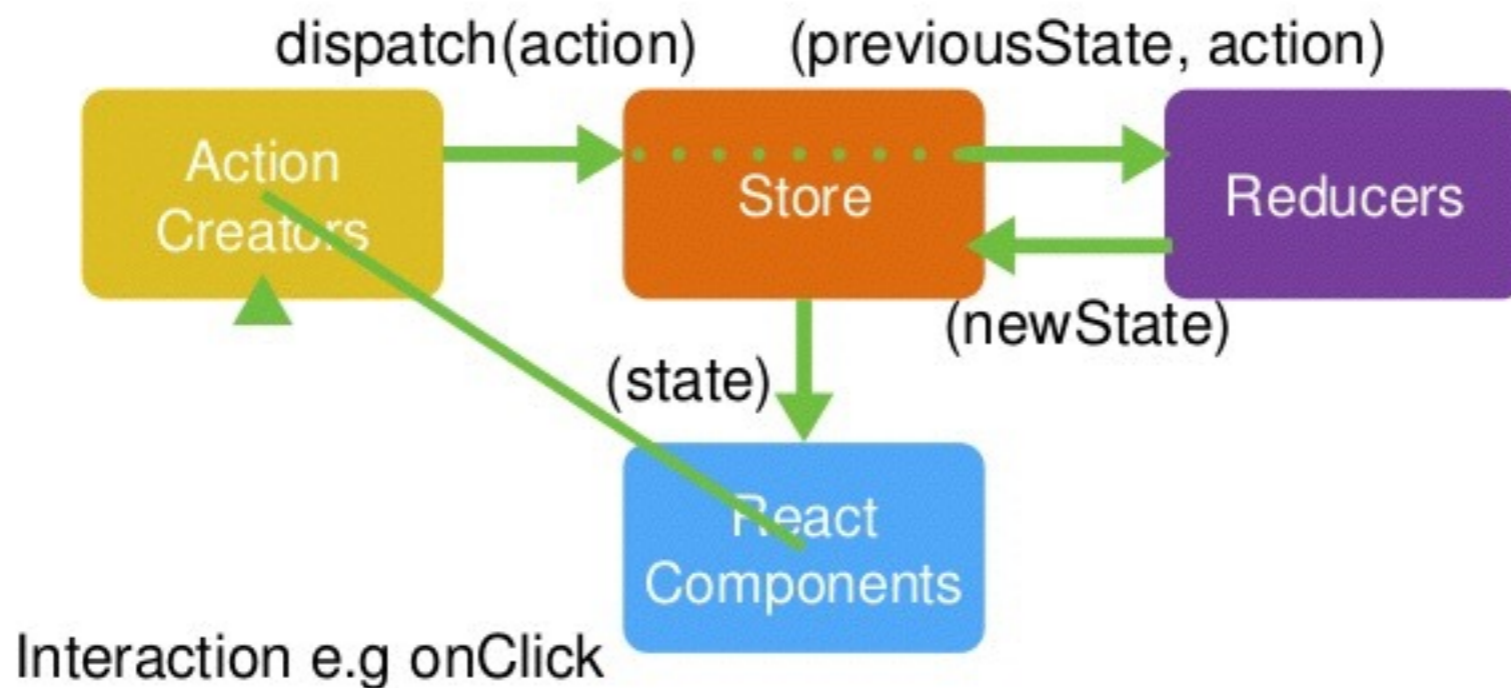 dispatch(action)
(previousState, action)
Action
Creators
Store
Reducers
(newState)
(state)
React
Components
Interaction e.g onClick